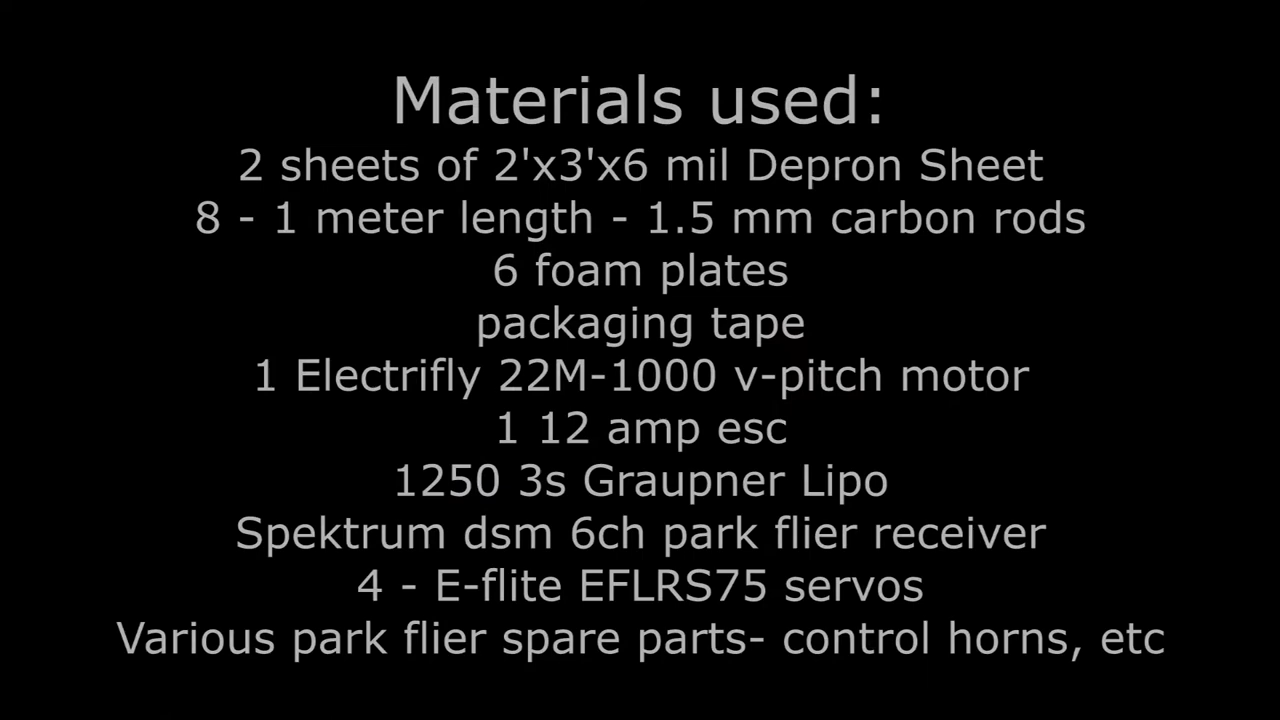 Materials used:
2 sheets of 2'x3'x6 mil Depron Sheet
8 - 1 meter length - 1.5 mm carbon rods
6 foam plates
packaging tape
1 Electrifly 22M-1000 v-pitch motor
1 12 amp esc
1250 3s Graupner Lipo
Spektrum dsm 6ch park flier receiver
4 - E-flite EFLRS75 servos
Various park flier spare parts- control horns, etc